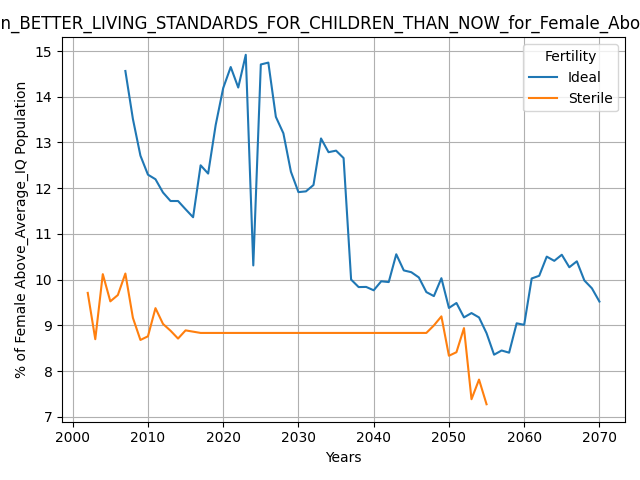 n_BETTER_LIVING_STANDARDS_FOR_CHILDREN_THAN_NOW_for_Female_Abo
15
14
13
12
11
10
9
8
7
% of Female Above_Average_IQ Population
Fertility
Ideal
Sterile
2000 2010 2020 2030 2040 2050 2060 2070
Years